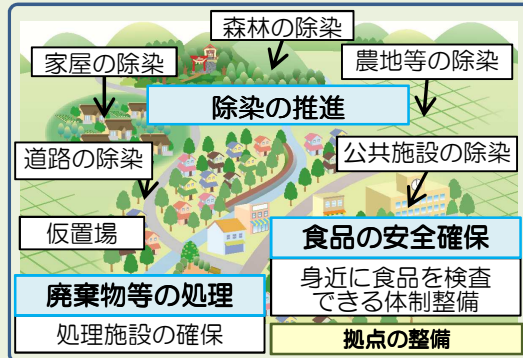 森林の除染
家屋の除染
農地等の除染
除染の推進
道路の除染
公共施設の除染
仮置場
食品の安全確保
身近に食品を検査
できる体制整備
廃棄物等の処理
処理施設の確保
拠点の整備